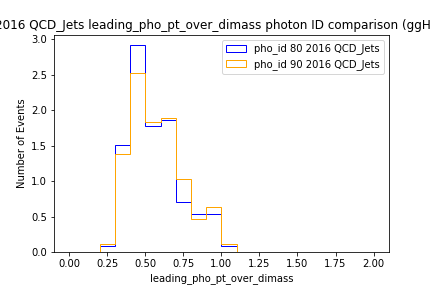 2016 QCD_Jets leading_pho_pt_over_dimass photon ID comparison (ggH
pho_id 80 2016 QCD_Jets
pho_id 90 2016 QCD_Jets
Number of Events
3.0
2.5
2.0
1.5
1.0
0.5
0.0
0.00 0.25 0.50 0.75 1.00 1.25 1.50 1.75 2.00
leading_pho_pt_over_dimass